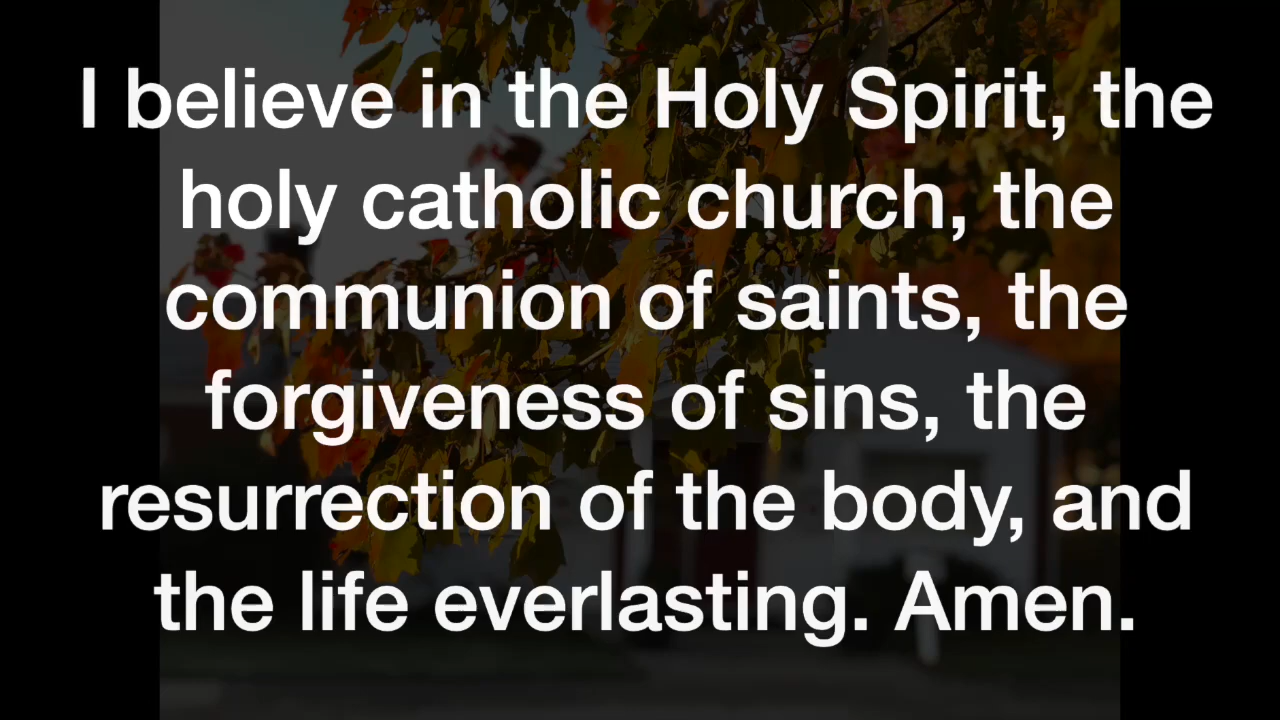 I believe in the Holy Spirit, the
holy catholic church, the
communion of saints, the
forgiveness of sins, the
resurrection of the body, and
the life everlasting. Amen.